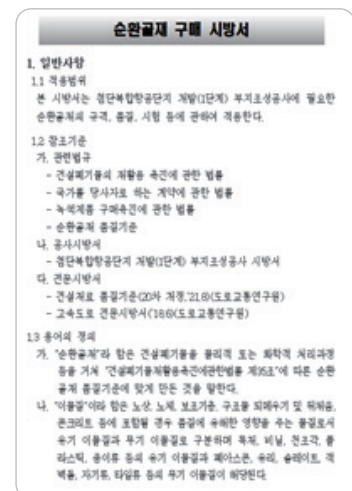 순환골재 구매 시방서
1. 일반사항
1.1 적용범위
본 시방서는 첨단복합항공단지 개발(1단계) 부지조성공사에 필요한
순환골재의 규격, 품질, 시험 등에 관하여 적용한다.
1.2 참조기준
가. 관련법규
- 건설폐기물의 재활용 촉진에 관한 법률
- 국가를 당사자로 하는 계약에 관한 법률
- 녹색제품 구매촉진에 관한 법률
- 순환골재 품질기준
나. 공사시방서
- 첨단복합항공단지 개발(1단계) 부지조성공사 시방서
다. 전문시방서
- 건설재료 품질기준(20차 개정,'21.8)(도로교통연구원)
- 고속도로 전문시방서('18.6)(도로교통연구원)
1.3 용어의 정의
가. "순환골재"라 함은 건설폐기물을 물리적 또는 화학적 처리과정
등을 거쳐 "건설폐기물재활용촉진에관한법률 제35조"에 따른 순환
골재 품질기준에 맞게 만든 것을 말한다.
나. "이물질"이라 함은 노상, 노체, 보조기층, 구조물 되메우기 및 뒤채움,
콘크리트 등에 포함될 경우 품질에 유해한 영향을 주는 물질로서
유기 이물질과 무기 이물질로 구분하며 목재, 비닐, 천조각, 플
라스틱, 종이류 등의 유기 이물질과 폐아스콘, 유리, 슬레이트, 적
벽돌, 자기류, 타일류 등의 무기 이물질이 해당된다.